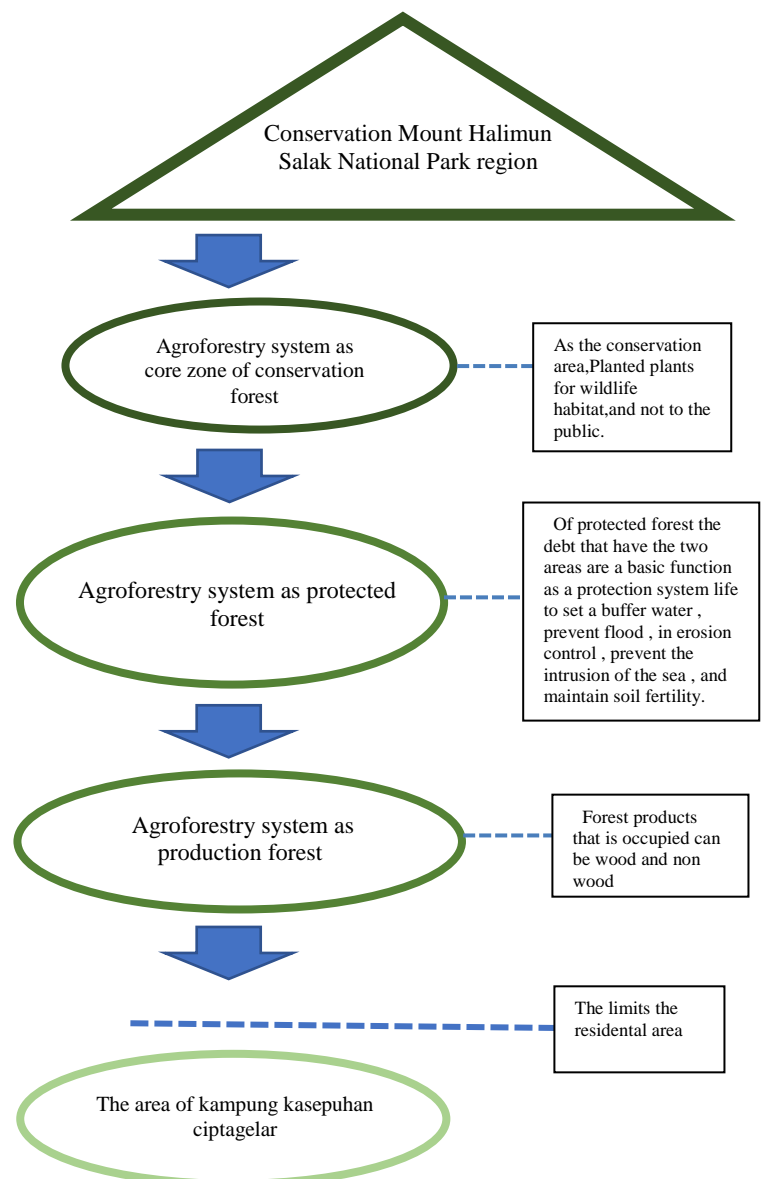 Conservation Mount Halimun
Salak National Park region
Agroforestry system as
core zone of conservation
forest
As the conservation
area,Planted plants
for wildlife
habitat,and not to the
public.
Agroforestry system as protected
forest
Of protected forest the
debt that have the two
areas are a basic function
as a protection system life
to set a buffer water , 
prevent flood , in erosion
control , prevent the
intrusion of the sea , and
maintain soil fertility.
Agroforestry system as
production forest
Forest products
that is occupied can
be wood and non
wood
The limits the
residental area
The area of kampung kasepuhan
ciptagelar